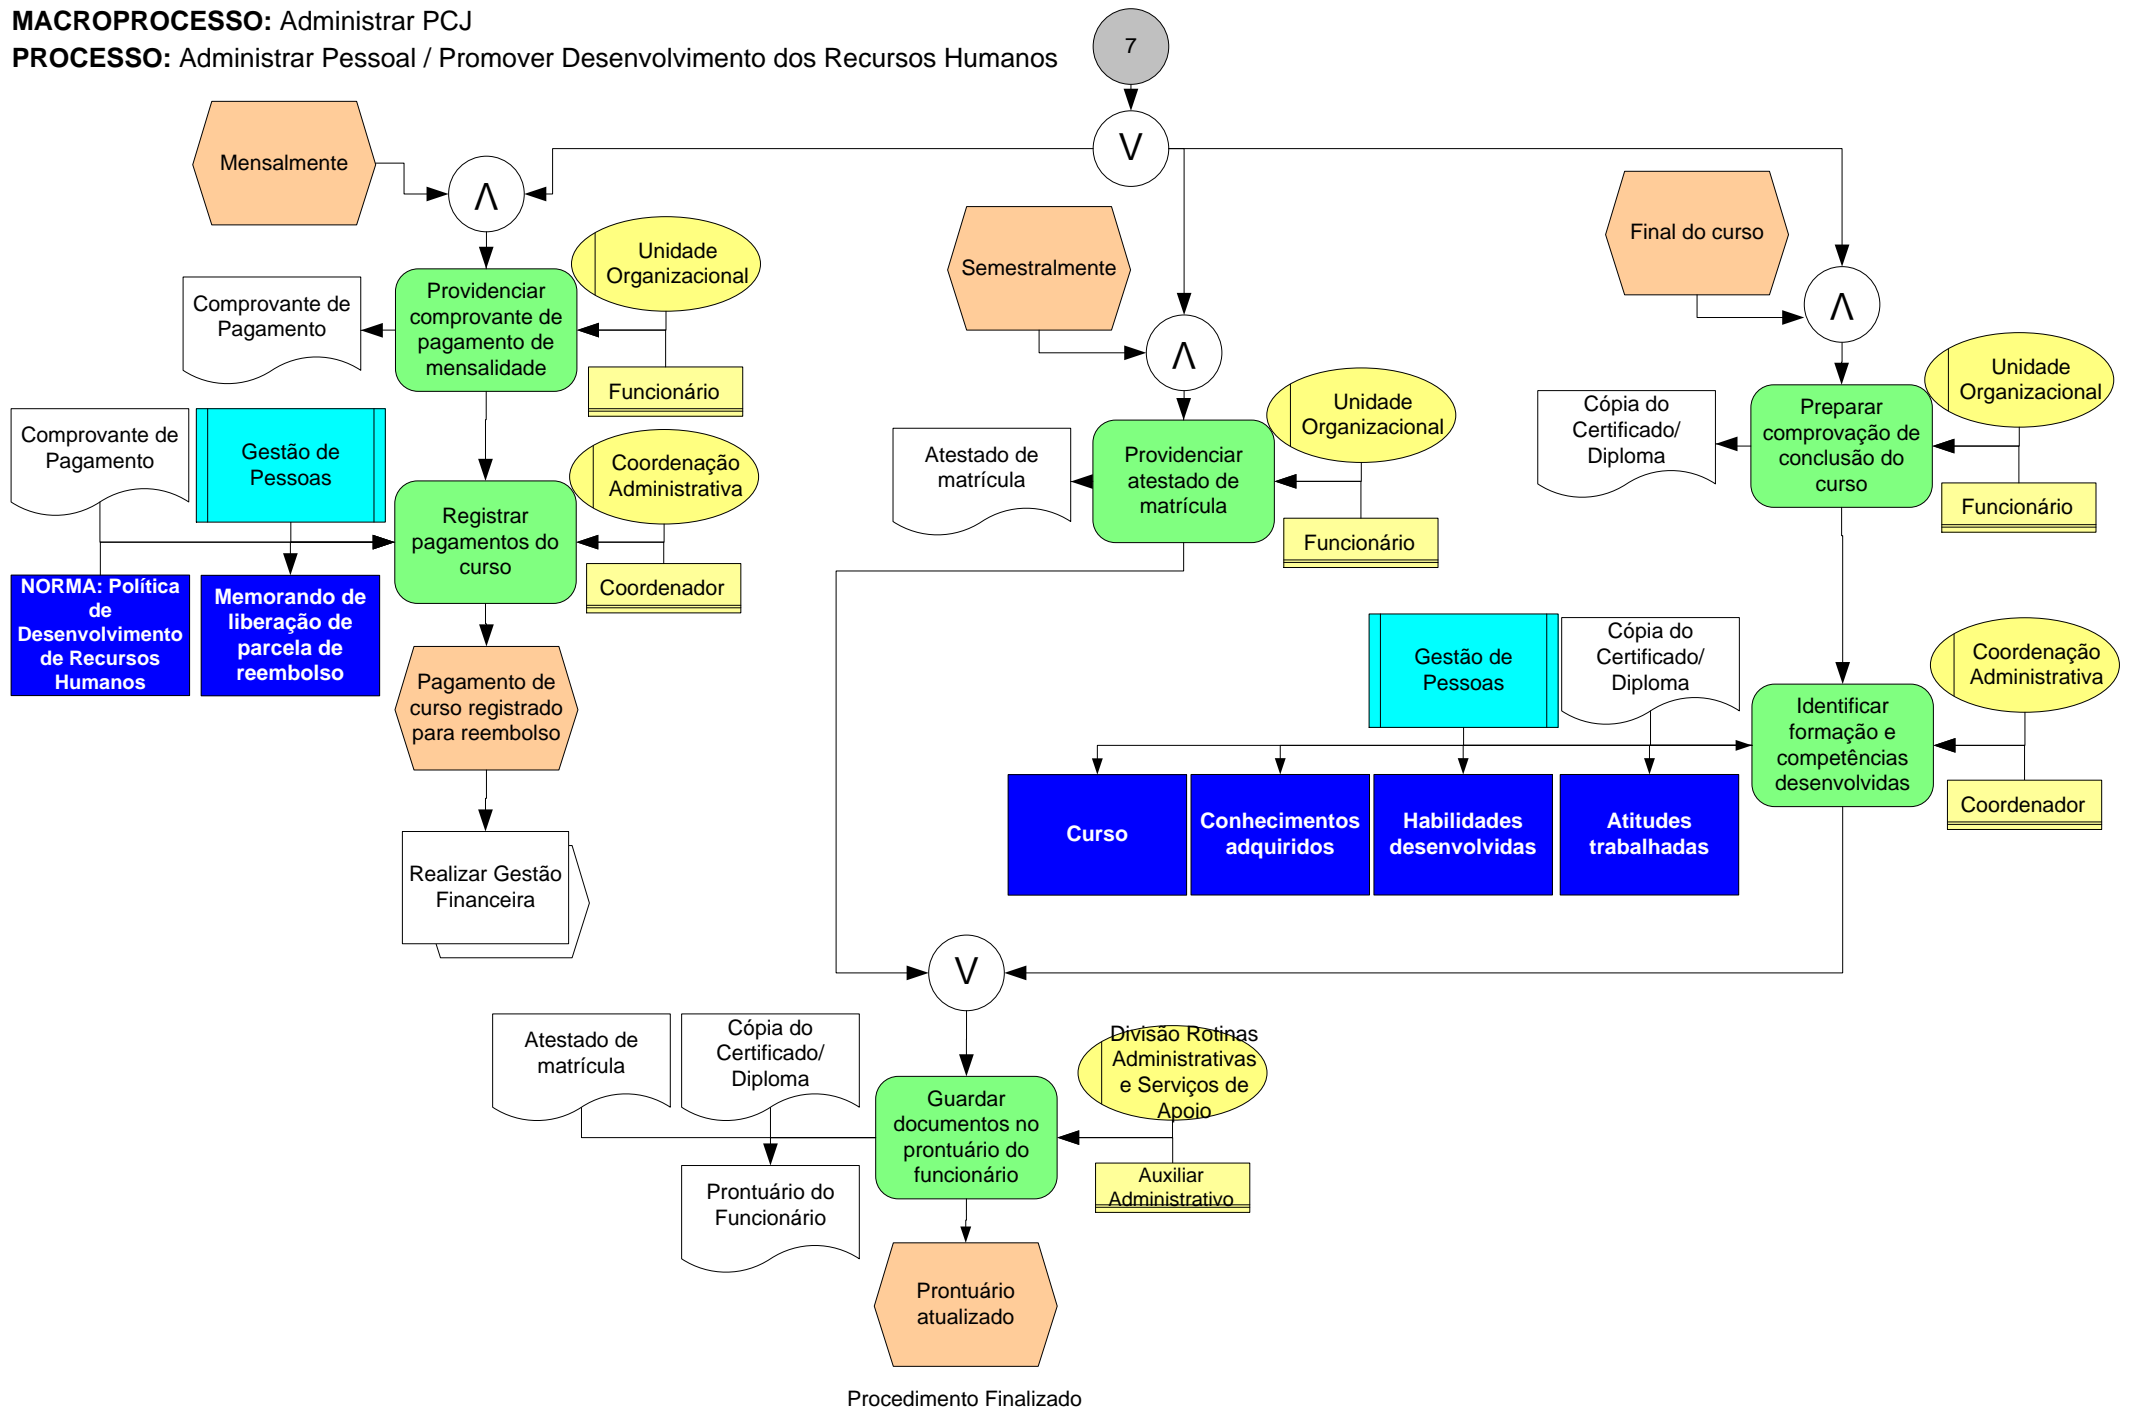 MACROPROCESSO: Administrar PCJ
PROCESSO: Administrar Pessoal / Promover Desenvolvimento dos Recursos Humanos
7
V
Mensalmente
Λ
Unidade
Organizacional
Providenciar
comprovante de
pagamento de
mensalidade
Comprovante de
Pagamento
Funcionário
Comprovante de
Pagamento
Gestão de
Pessoas
Coordenação
Administrativa
Registrar
pagamentos do
curso
Coordenador
NORMA: Política
de
Desenvolvimento
de Recursos
Humanos
Memorando de
liberação de
parcela de
reembolso
Pagamento de
curso registrado
para reembolso
Realizar Gestão
Financeira
Semestralmente
Λ
Unidade
Organizacional
Atestado de
matrícula
Providenciar
atestado de
matrícula
Funcionário
Final do curso
Λ
Unidade
Organizacional
Cópia do
Certificado/
Diploma
Preparar
comprovação de
conclusão do
curso
Funcionário
Gestão de
Pessoas
Cópia do
Certificado/
Diploma
Coordenação
Administrativa
Identificar
formação e
competências
desenvolvidas
Coordenador
Curso
Conhecimentos
adquiridos
Habilidades
desenvolvidas
Atitudes
trabalhadas
V
Atestado de
matrícula
Cópia do
Certificado/
Diploma
Divisão Rotinas
Administrativas
e Serviços de
Apoio
Guardar
documentos no
prontuário do
funcionário
Auxiliar
Administrativo
Prontuário do
Funcionário
Prontuário
atualizado
Procedimento Finalizado